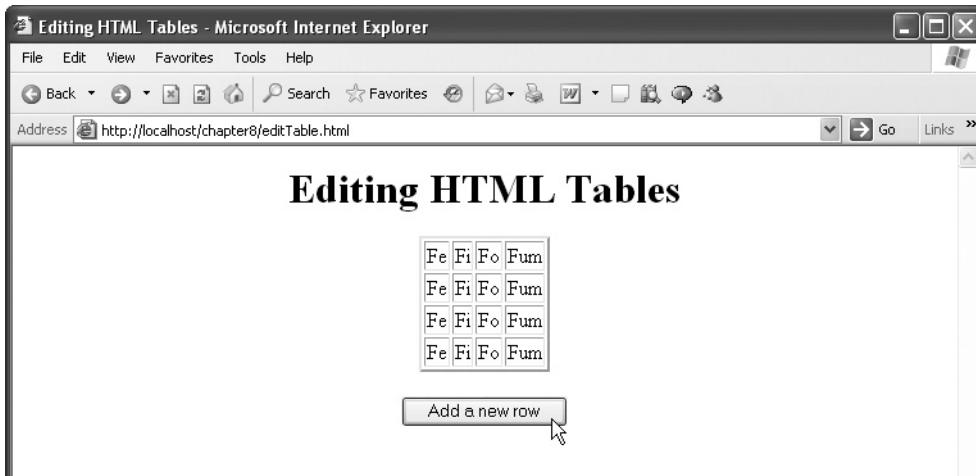 Editing HTML Tables - Microsoft Internet Explorer
File Edit View Favorites Tools Help
Back Search Favorites
Address http://localhost/chapter8/editTable.html Go Links »
Editing HTML Tables
Fe Fi Fo Fum
Fe Fi Fo Fum
Fe Fi Fo Fum
Fe Fi Fo Fum
Add a new row